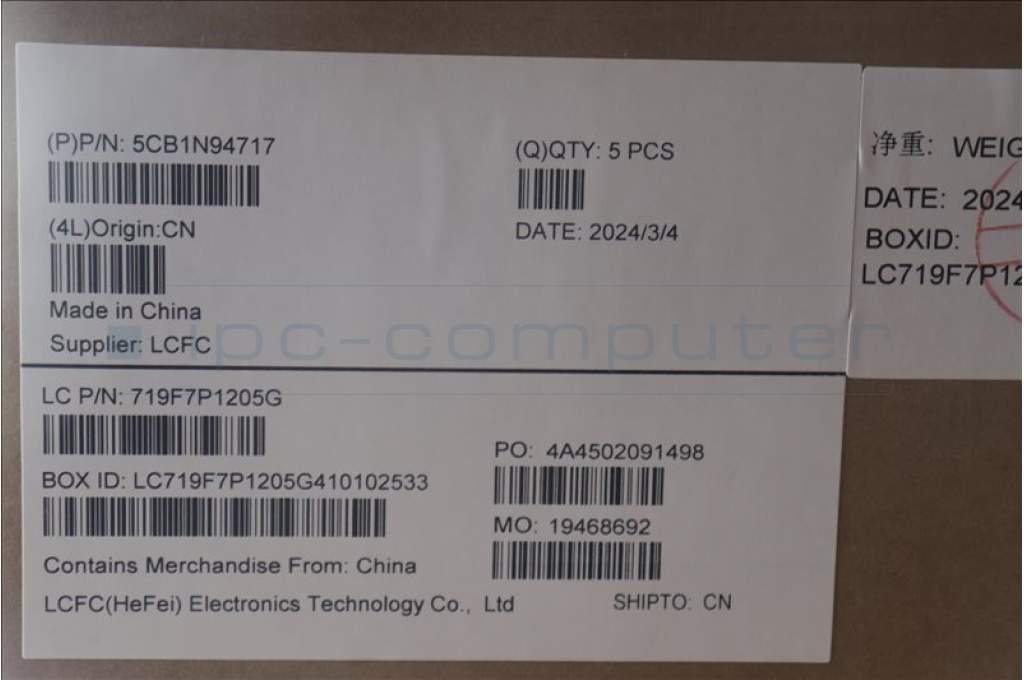 (P)P/N: 5CB1N94717
(Q)QTY: 5 PCS
(4L)Origin:CN
DATE: 2024/3/4
Made in China
Supplier: LCFC
LC P/N: 719F7P1205G
PO: 4A4502091498
BOX ID: LC719F7P1205G410102533
MO: 19468692
Contains Merchandise From: China
LCFC(HeFei) Electronics Technology Co., Ltd
SHIPTO: CN
净重: WEIG
DATE: 2024
BOXID:
LC719F7P12
ipc-computer